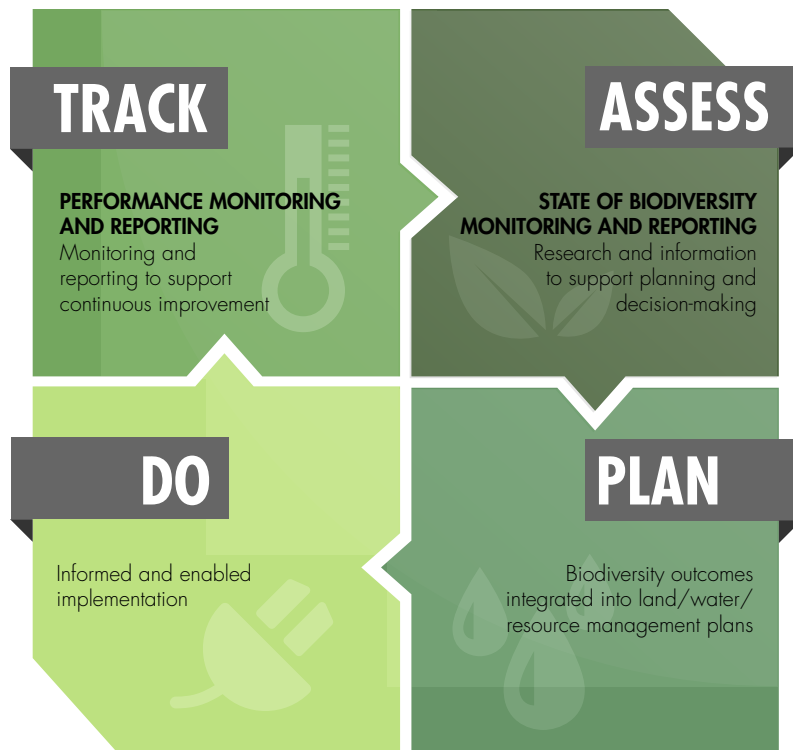 TRACK
PERFORMANCE MONITORING
AND REPORTING
Monitoring and
reporting to support
continuous improvement
ASSESS
STATE OF BIODIVERSITY
MONITORING AND REPORTING
Research and information
to support planning and
decision-making
DO
Informed and enabled
implementation
PLAN
Biodiversity outcomes
integrated into land/water/
resource management plans